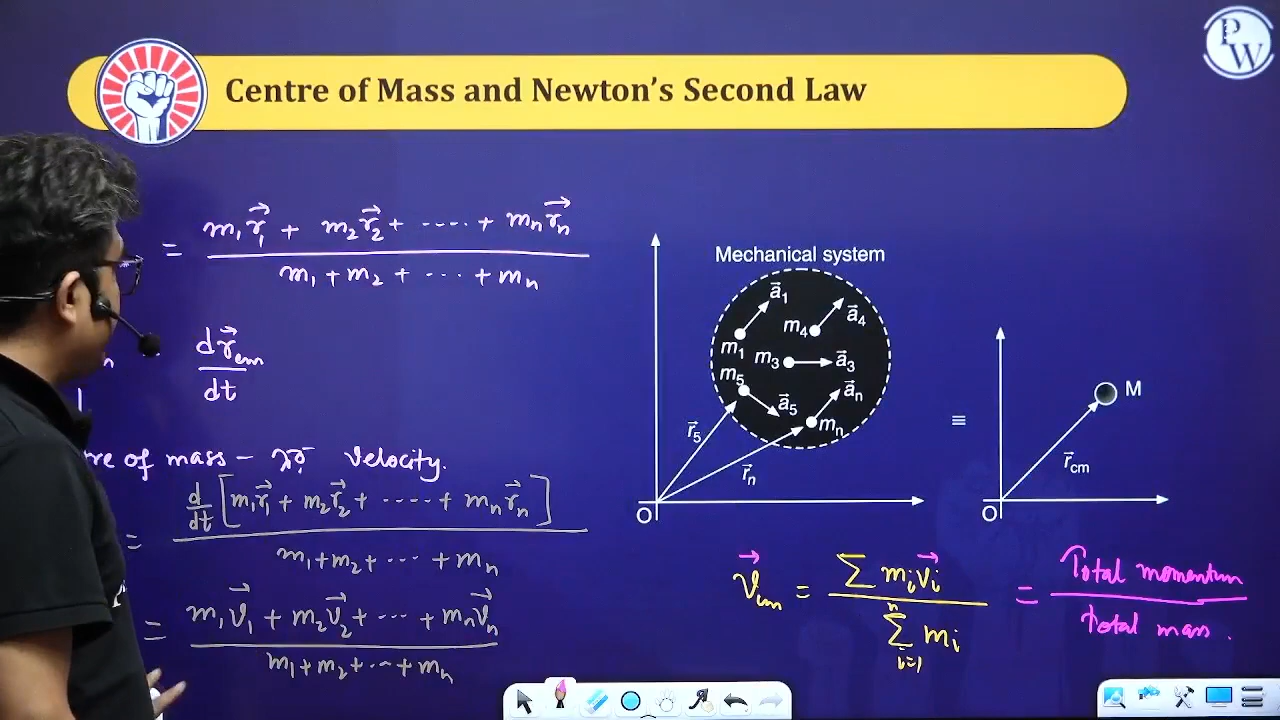 PW
Centre of Mass and Newton's Second Law
= (m₁r⃗₁ + m₂r⃗₂ + ..... + mₙr⃗ₙ) / (m₁ + m₂ + ... + mₙ)
dr⃗cm / dt
re of mass – velocity.
= d/dt [m₁r⃗₁ + m₂r⃗₂ + ..... + mₙr⃗ₙ] / (m₁ + m₂ + ... + mₙ)
= (m₁v⃗₁ + m₂v⃗₂ + ... + mₙv⃗ₙ) / (m₁ + m₂ + ... + mₙ)
Mechanical system
a⃗₁
a⃗₄
m₄
m₁
m₃
a⃗₃
m₅
a⃗ₙ
a⃗₅
mₙ
r⃗₅
r⃗ₙ
O
≡
M
r⃗cm
O
v⃗cm = Σ mᵢv⃗ᵢ / Σⁿᵢ₌₁ mᵢ = Total momentum / total mass.